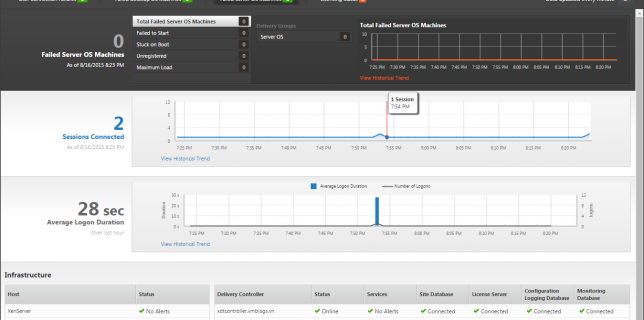 Data updated every minute
Total Failed Server OS Machines 0
Failed to Start 0
Stuck on Boot 0
Unregistered 0
Maximum Load 0
Delivery Groups
Server OS 0
Total Failed Server OS Machines
10
5
0
7:25 PM 7:30 PM 7:35 PM 7:40 PM 7:45 PM 7:50 PM 7:55 PM 8:00 PM 8:05 PM 8:10 PM 8:15 PM 8:20 PM
View Historical Trend
0
Failed Server OS Machines
As of 8/16/2015 8:23 PM
2
Sessions Connected
As of 8/16/2015 8:23 PM
12
8
4
0
1 Session
7:54 PM
7:25 PM 7:30 PM 7:35 PM 7:40 PM 7:45 PM 7:50 PM 7:55 PM 8:00 PM 8:05 PM 8:10 PM 8:15 PM 8:20 PM
View Historical Trend
28 sec
Average Logon Duration
Over last hour
Average Logon Duration Number of Logons
Duration
30 s
20 s
10 s
0 s
12
8
4
0
Logons
7:25 PM 7:30 PM 7:35 PM 7:40 PM 7:45 PM 7:50 PM 7:55 PM 8:00 PM 8:05 PM 8:10 PM 8:15 PM 8:20 PM
View Historical Trend
Infrastructure
Host Status
XenServer No Alerts
Delivery Controller Status Services Site Database License Server Configuration Logging Database Monitoring Database
xdtcontroller.vmblogs.vn Online No Alerts Connected Connected Connected Connected